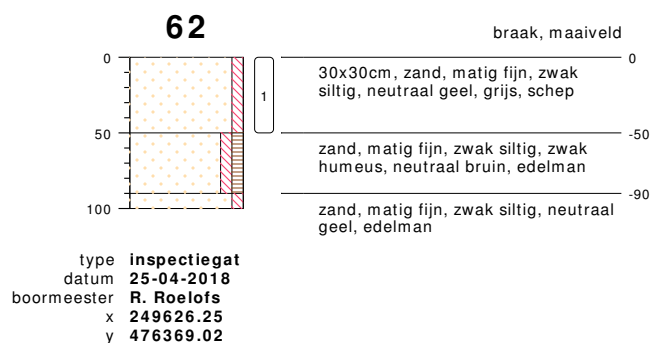 62
braak, maaiveld
0
0
30x30cm, zand, matig fijn, zwak
siltig, neutraal geel, grijs, schep
1
50
-50
zand, matig fijn, zwak siltig, zwak
humeus, neutraal bruin, edelman
-90
zand, matig fijn, zwak siltig, neutraal
geel, edelman
100
type inspectiegat
datum 25-04-2018
boormeester R. Roelofs
x 249626.25
y 476369.02